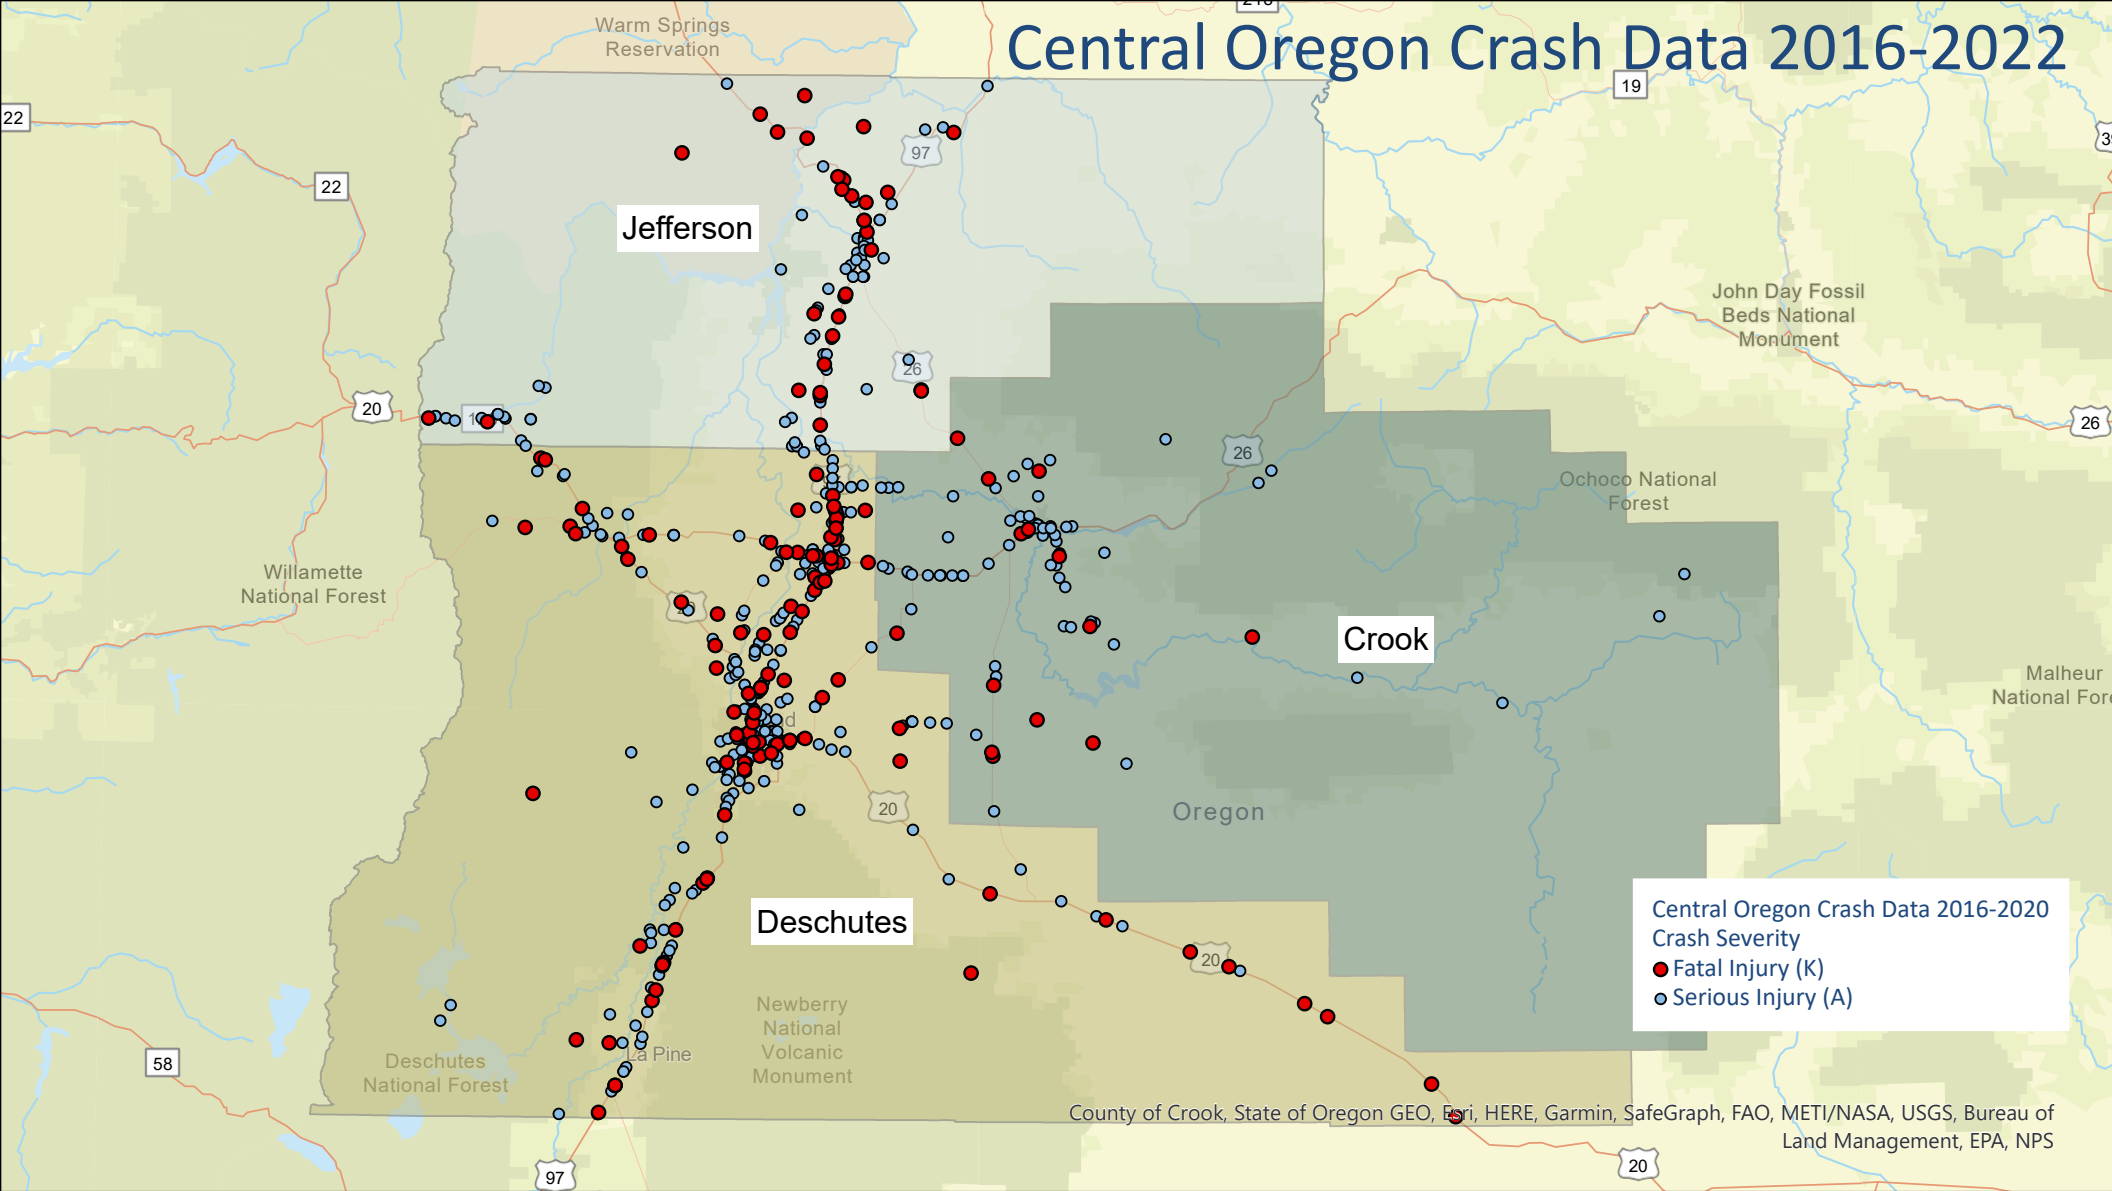 Warm Springs
Reservation
218
Central Oregon Crash Data 2016-2022
19
22
97
22
Jefferson
John Day Fossil
Beds National
Monument
26
20
26
26
Ochoco National
Forest
Willamette
National Forest
Crook
Malheur
National For
20
Oregon
Deschutes
Central Oregon Crash Data 2016-2020
Crash Severity
Fatal Injury (K)
Serious Injury (A)
20
Newberry
National
Volcanic
Monument
La Pine
Deschutes
National Forest
58
County of Crook, State of Oregon GEO, Esri, HERE, Garmin, SafeGraph, FAO, METI/NASA, USGS, Bureau of
Land Management, EPA, NPS
97
20